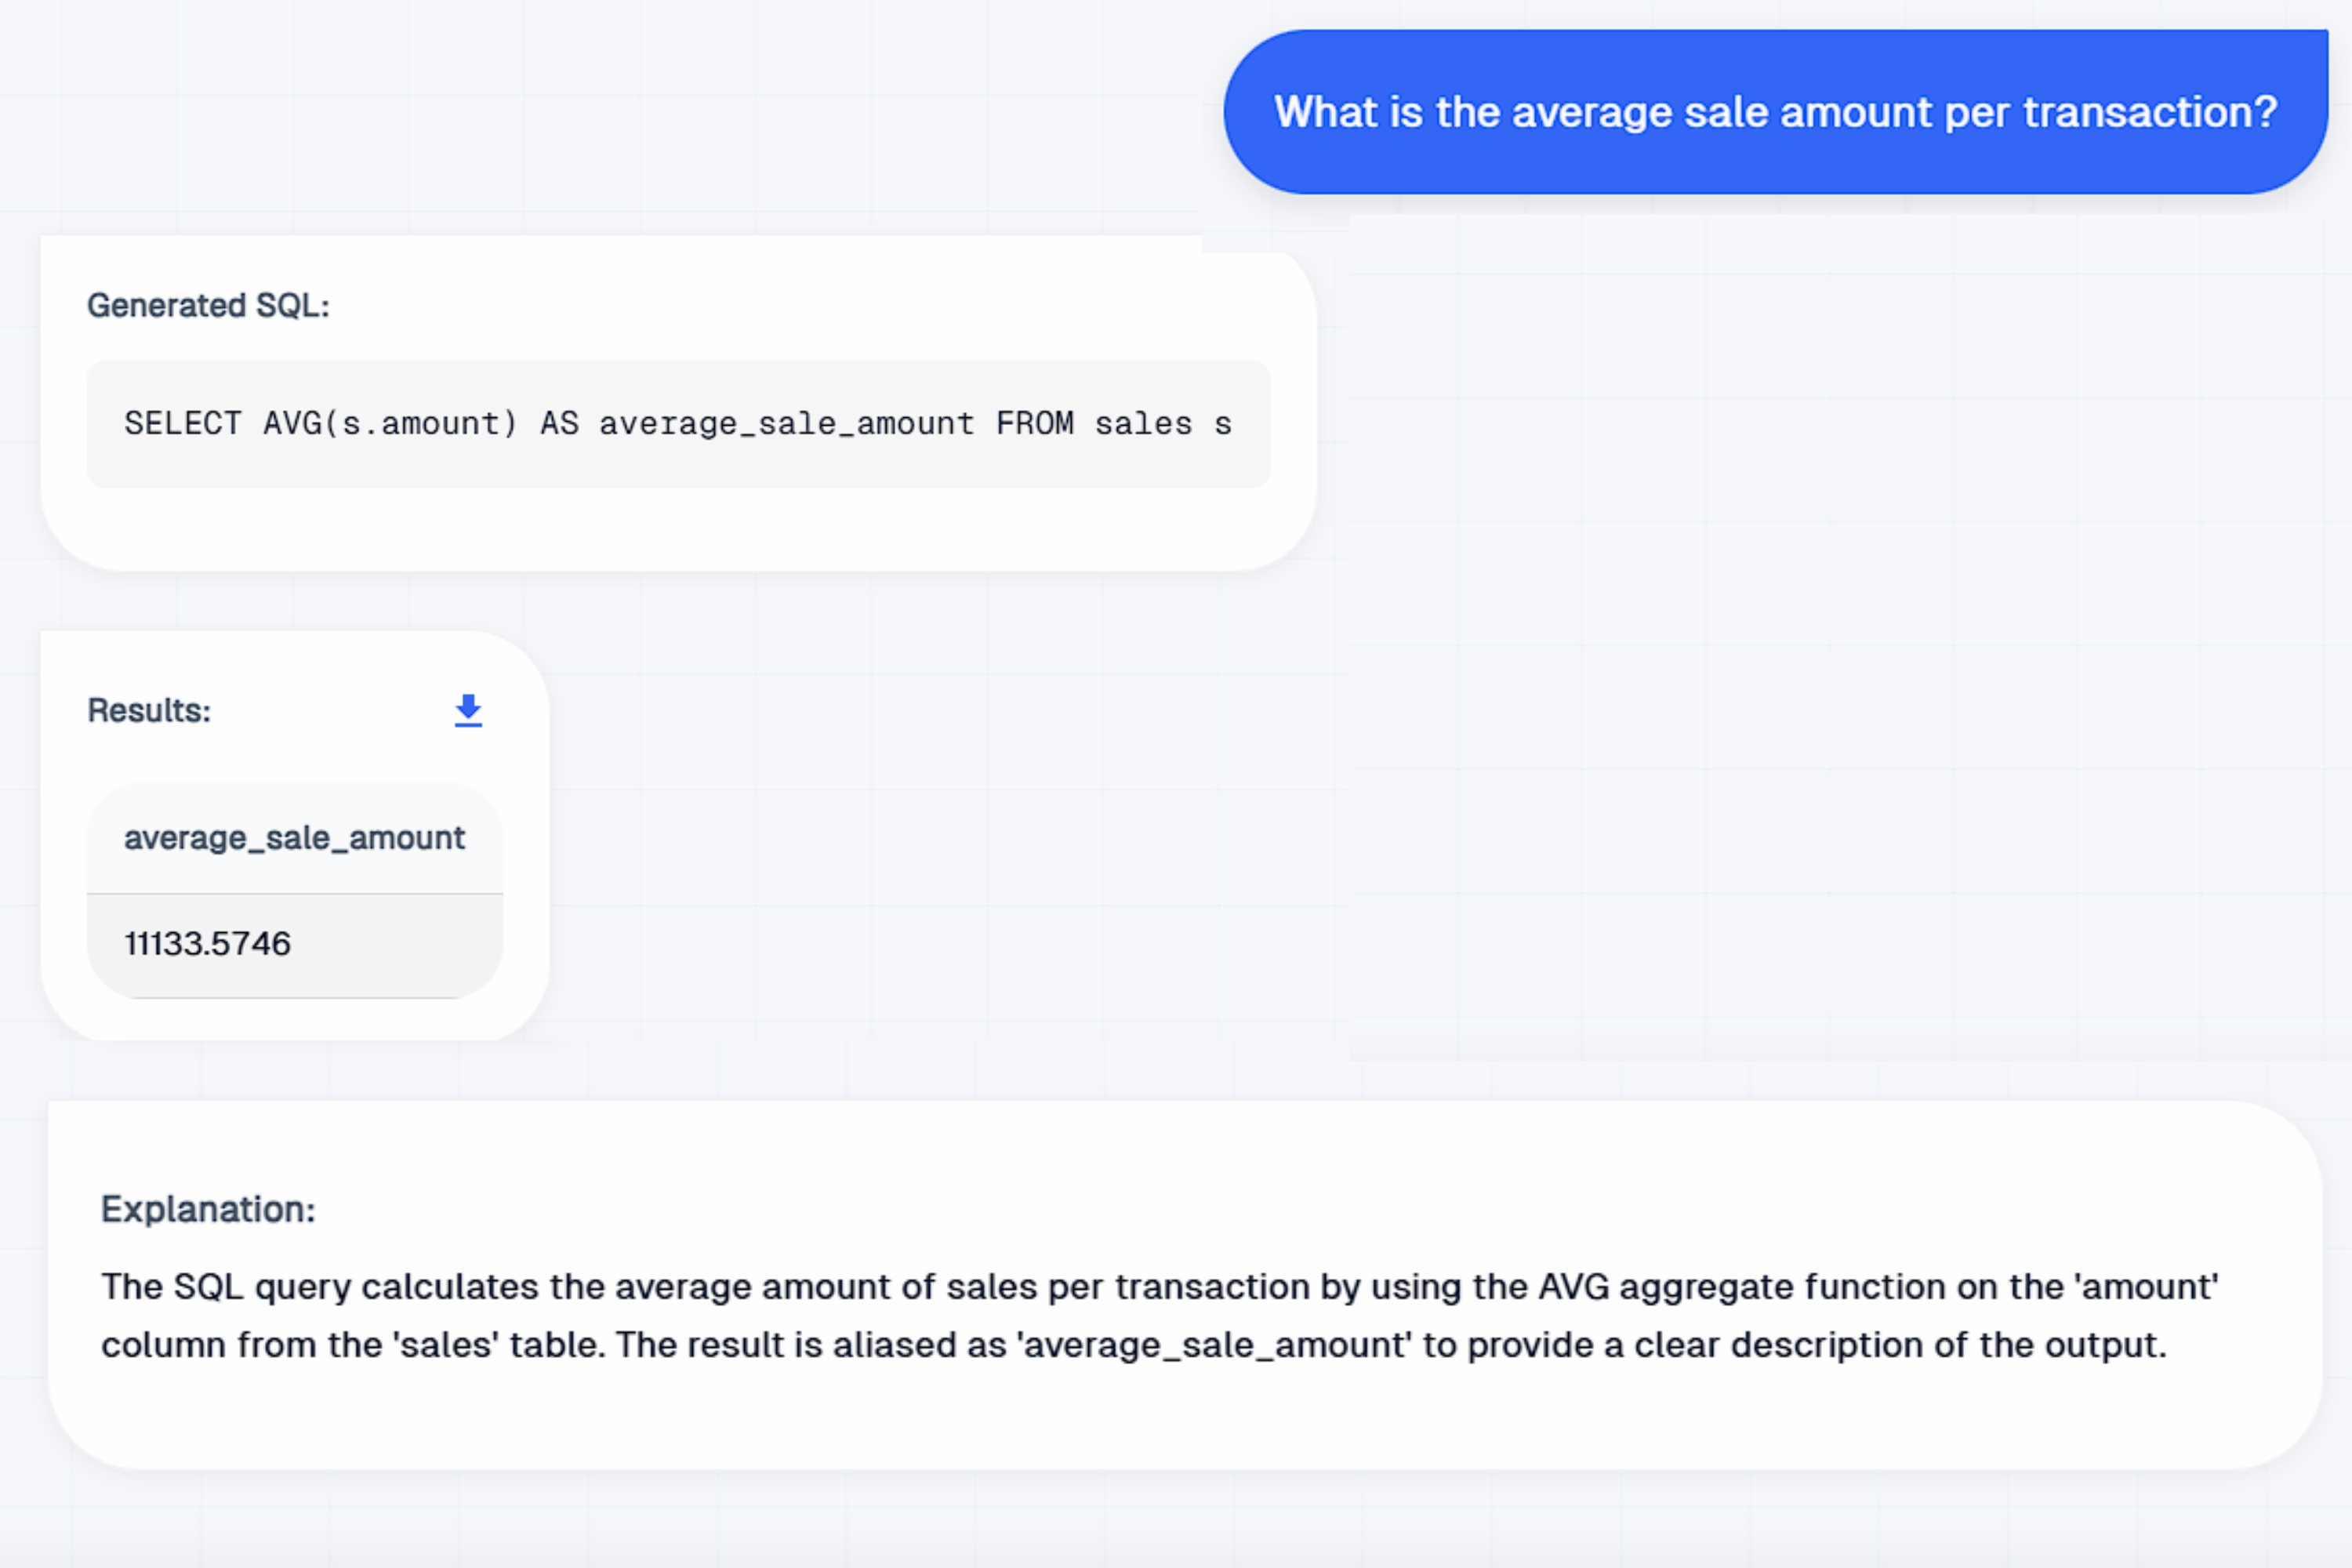 What is the average sale amount per transaction?
Generated SQL:
SELECT AVG(s.amount) AS average_sale_amount FROM sales s
Results:
average_sale_amount
11133.5746
Explanation:
The SQL query calculates the average amount of sales per transaction by using the AVG aggregate function on the 'amount'
column from the 'sales' table. The result is aliased as 'average_sale_amount' to provide a clear description of the output.